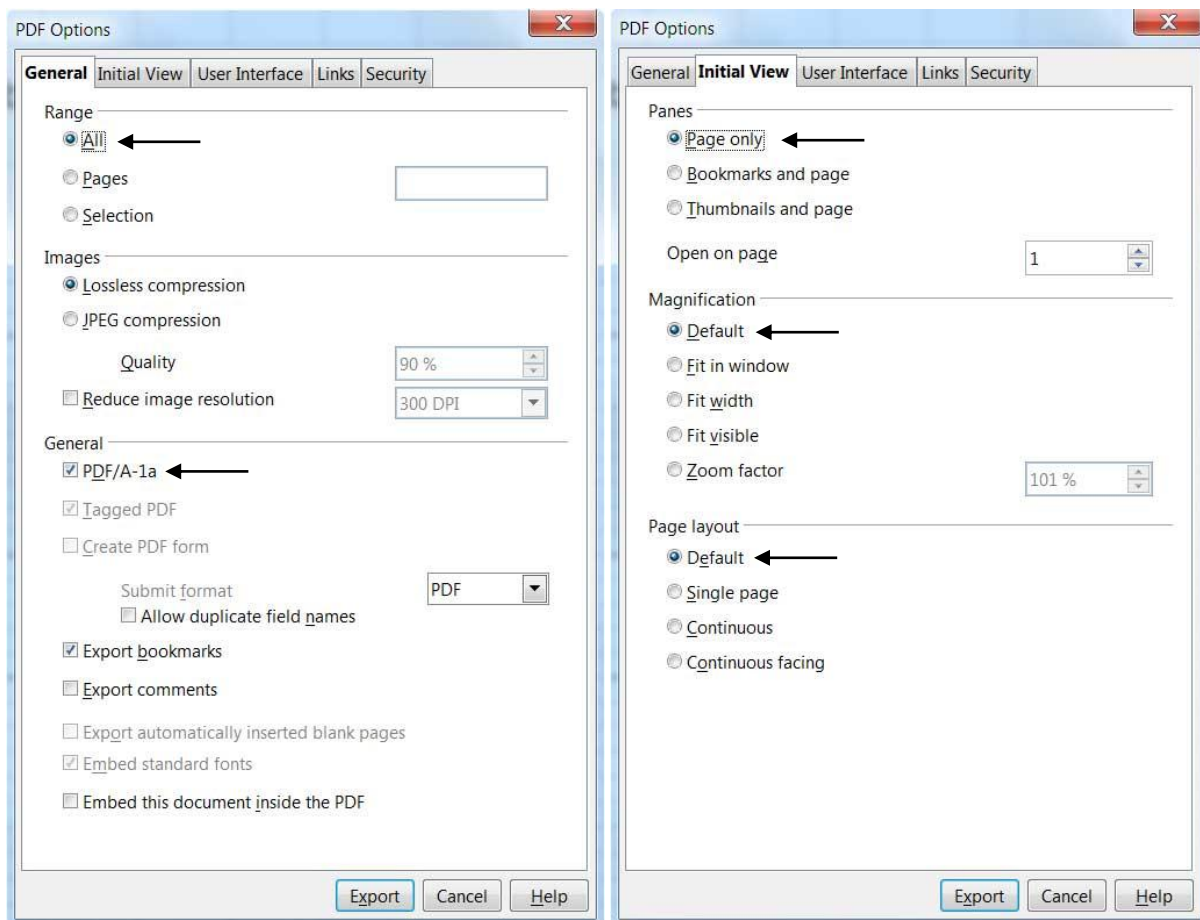 PDF Options
X
General Initial View User Interface Links Security
Range
All
Pages
Selection
Images
Lossless compression
JPEG compression
Quality 90 %
Reduce image resolution 300 DPI
General
PDF/A-1a
Tagged PDF
Create PDF form
Submit format PDF
Allow duplicate field names
Export bookmarks
Export comments
Export automatically inserted blank pages
Embed standard fonts
Embed this document inside the PDF
Export Cancel Help
PDF Options
X
General Initial View User Interface Links Security
Panes
Page only
Bookmarks and page
Thumbnails and page
Open on page 1
Magnification
Default
Fit in window
Fit width
Fit visible
Zoom factor 101 %
Page layout
Default
Single page
Continuous
Continuous facing
Export Cancel Help